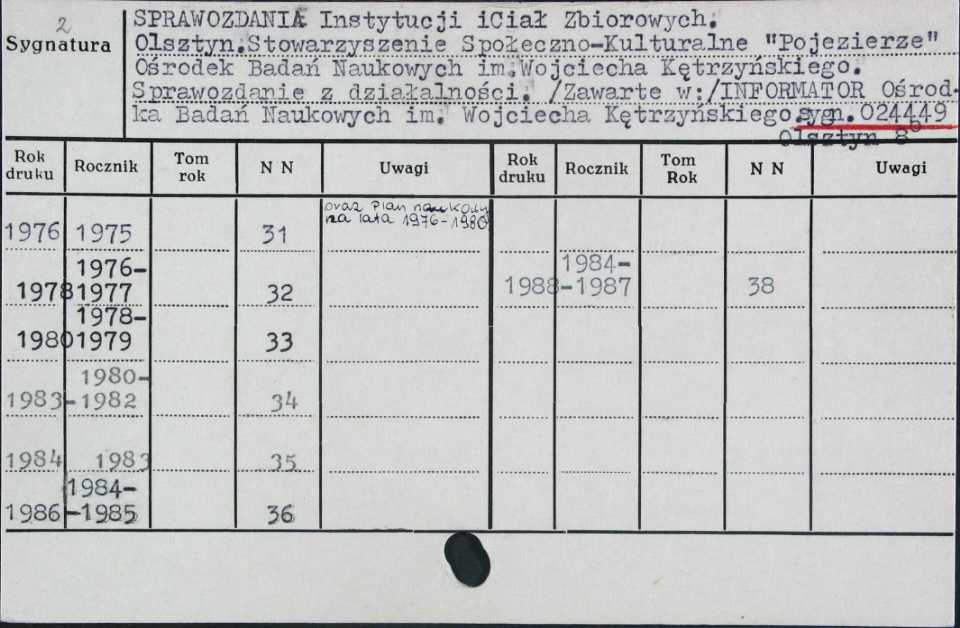 2
Sygnatura
SPRAWOZDANIA Instytucji iCiał Zbiorowych.
Olsztyn.Stowarzyszenie Społeczno-Kulturalne "Pojezierze"
Ośrodek Badań Naukowych im.Wojciecha Kętrzyńskiego.
Sprawozdanie z działalności. /Zawarte w:/INFORMATOR Ośrod-
ka Badań Naukowych im. Wojciecha Kętrzyńskiego.sygn. 024449
Olsztyn 8°
Rok druku Rocznik Tom rok N N Uwagi Rok druku Rocznik Tom Rok N N Uwagi
oraz Plan naukowy
na lata 1976-1980
1976 1975 31
1976-
1978 1977 32
1984-
1988-1987 38
1978-
1980 1979 33
1980-
1983-1982 34
1984 1983 35
1984-
1986-1985 36